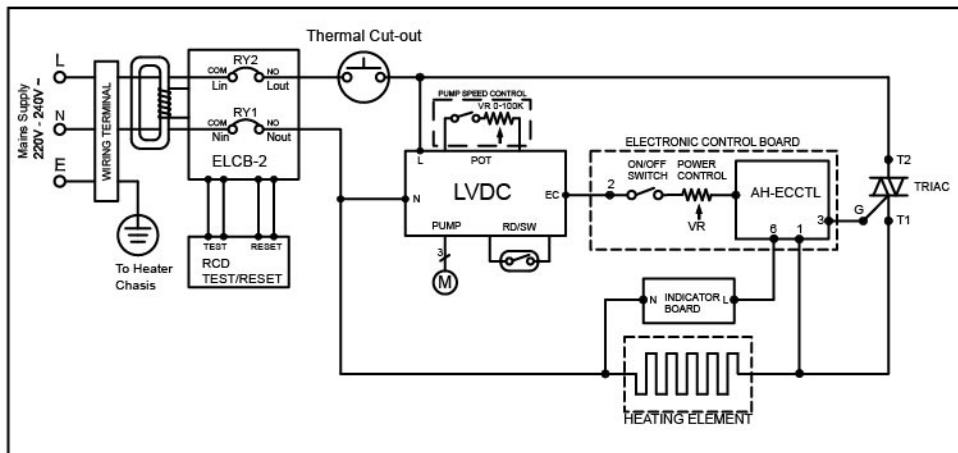 Thermal Cut-out
Mains Supply
220V - 240V ~
L
N
E
WIRING TERMINAL
To Heater
Chasis
RY2
COM
NO
Lin
Lout
RY1
COM
NO
Nin
Nout
ELCB-2
TEST
RESET
RCD
TEST/RESET
PUMP SPEED CONTROL
VR 0-100K
L
POT
N
LVDC
EC
PUMP
RD/SW
3
M
ELECTRONIC CONTROL BOARD
ON/OFF
SWITCH
POWER
CONTROL
2
VR
AH-ECCTL
3
6
1
G
T2
TRIAC
T1
N
INDICATOR
BOARD
L
HEATING ELEMENT